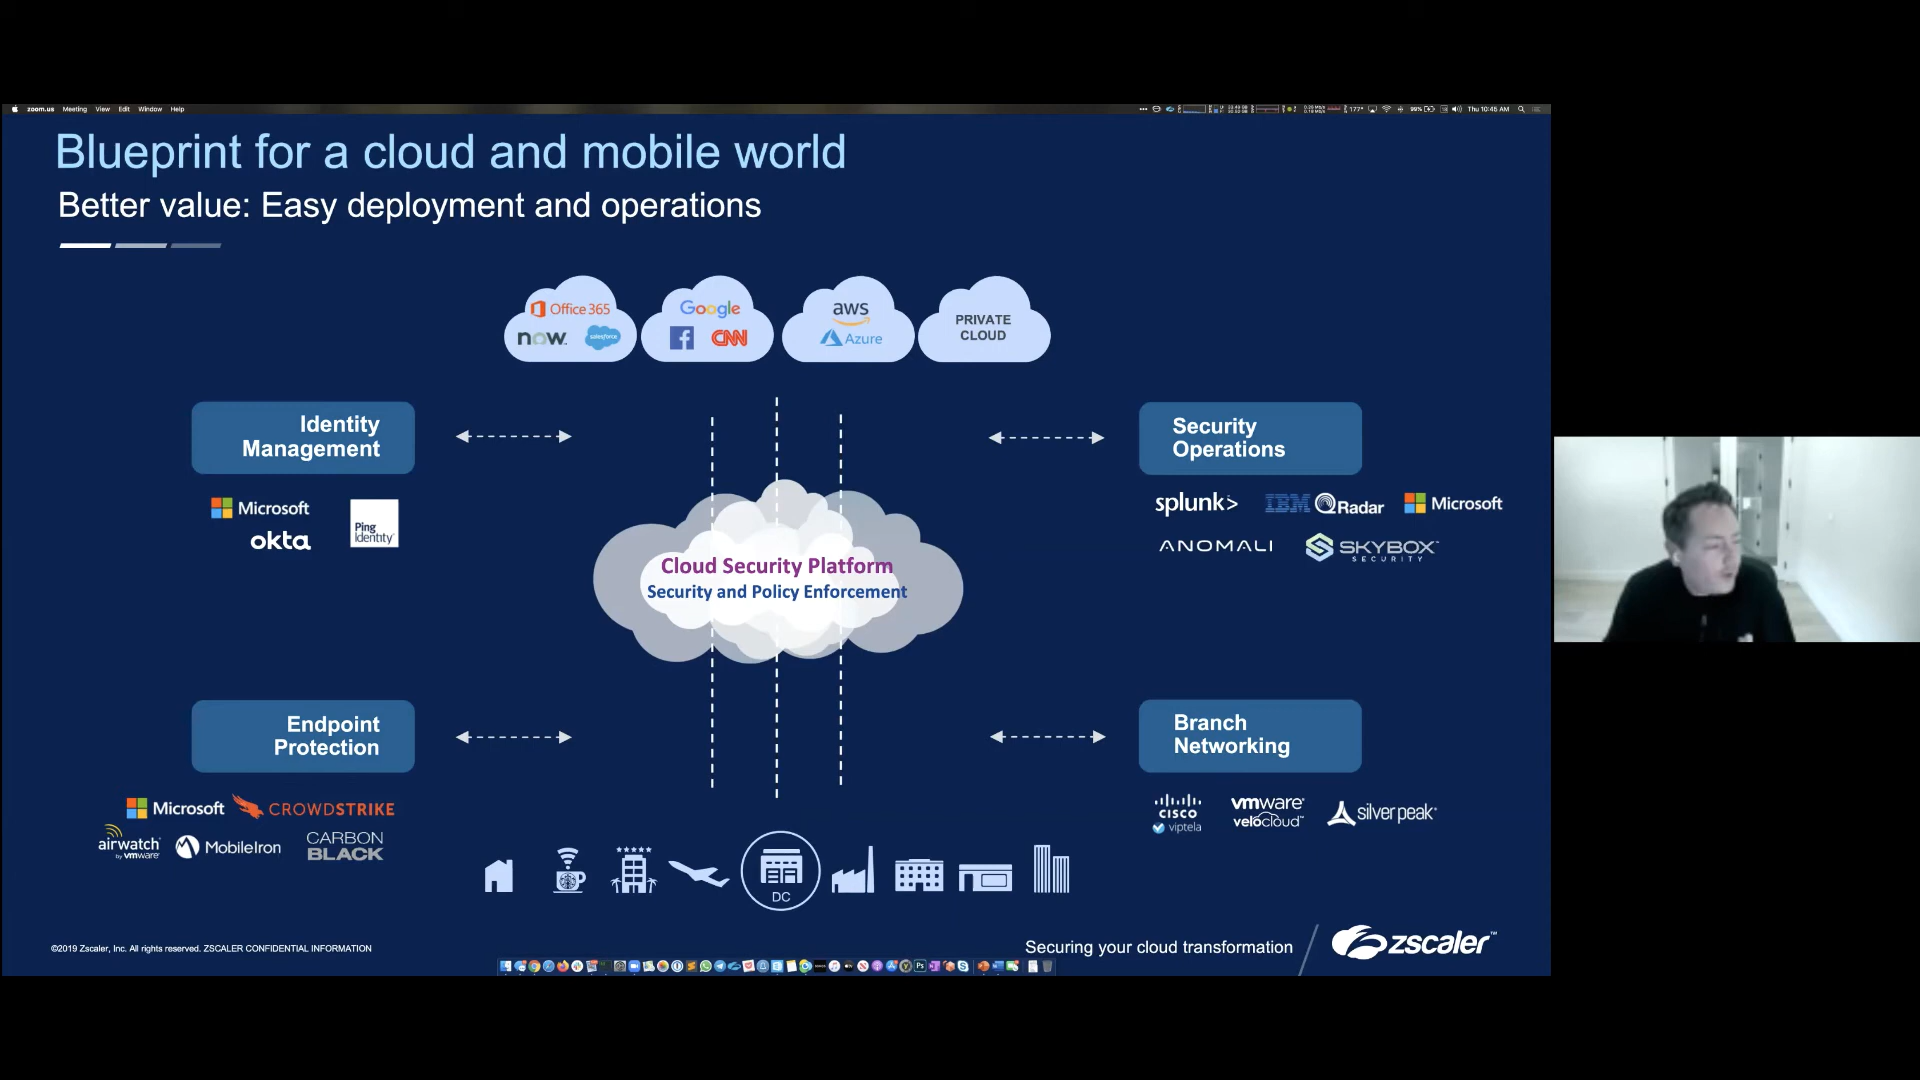 zoom.us Meeting View Edit Window Help
99% Thu 10:45 AM
Blueprint for a cloud and mobile world
Better value: Easy deployment and operations
Office 365
now
salesforce
Google
CNN
aws
Azure
PRIVATE
CLOUD
Identity
Management
Microsoft
okta
Ping
Identity
Security
Operations
splunk>
IBM QRadar
Microsoft
ANOMALI
SKYBOX
SECURITY
Cloud Security Platform
Security and Policy Enforcement
Endpoint
Protection
Microsoft
CROWDSTRIKE
airwatch
by vmware
MobileIron
CARBON
BLACK
Branch
Networking
CISCO
viptela
vmware
velocloud
silver peak
DC
©2019 Zscaler, Inc. All rights reserved. ZSCALER CONFIDENTIAL INFORMATION
Securing your cloud transformation
zscaler™